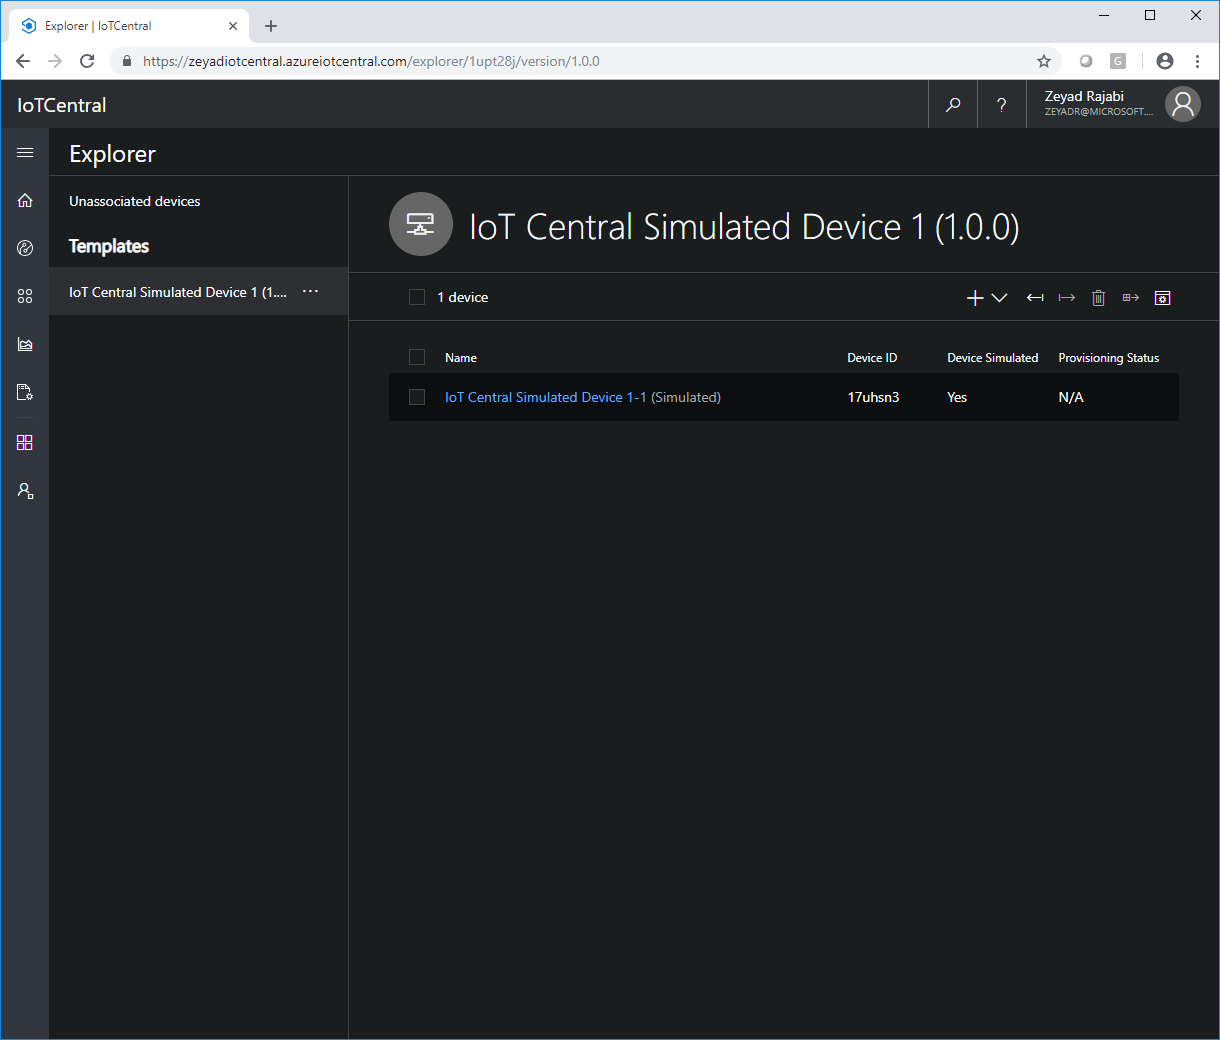 Explorer | IoTCentral
https://zeyadiotcentral.azureiotcentral.com/explorer/1upt28j/version/1.0.0
G
IoTCentral
?
Zeyad Rajabi
ZEYADR@MICROSOFT....
Explorer
Unassociated devices
Templates
IoT Central Simulated Device 1 (1....
IoT Central Simulated Device 1 (1.0.0)
1 device
Name Device ID Device Simulated Provisioning Status
IoT Central Simulated Device 1-1 (Simulated) 17uhsn3 Yes N/A